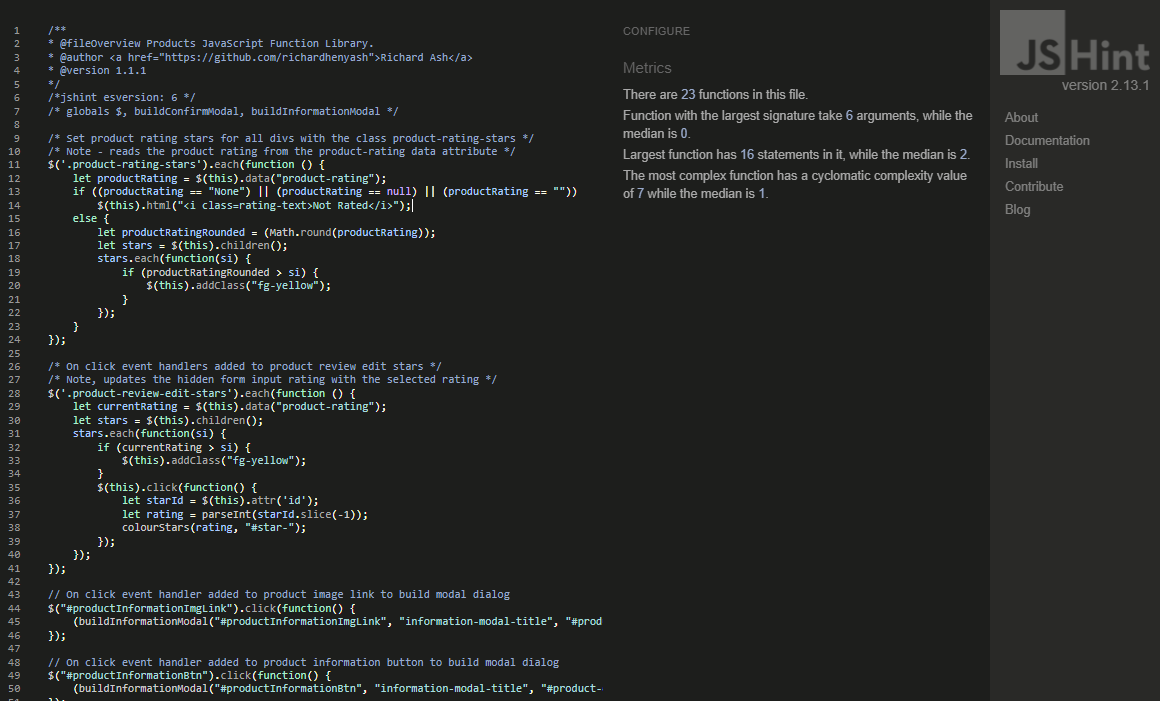 1 /**
2 * @fileOverview Products JavaScript Function Library.
3 * @author <a href="https://github.com/richardhenyash">Richard Ash</a>
4 * @version 1.1.1
5 */
6 /*jshint esversion: 6 */
7 /* globals $, buildConfirmModal, buildInformationModal */
8
9 /* Set product rating stars for all divs with the class product-rating-stars */
10 /* Note - reads the product rating from the product-rating data attribute */
11 $('.product-rating-stars').each(function () {
12 let productRating = $(this).data("product-rating");
13 if ((productRating == "None") || (productRating == null) || (productRating == ""))
14 $(this).html("<i class=rating-text>Not Rated</i>");
15 else {
16 let productRatingRounded = (Math.round(productRating));
17 let stars = $(this).children();
18 stars.each(function(si) {
19 if (productRatingRounded > si) {
20 $(this).addClass("fg-yellow");
21 }
22 });
23 }
24 });
25
26 /* On click event handlers added to product review edit stars */
27 /* Note, updates the hidden form input rating with the selected rating */
28 $('.product-review-edit-stars').each(function () {
29 let currentRating = $(this).data("product-rating");
30 let stars = $(this).children();
31 stars.each(function(si) {
32 if (currentRating > si) {
33 $(this).addClass("fg-yellow");
34 }
35 $(this).click(function() {
36 let starId = $(this).attr('id');
37 let rating = parseInt(starId.slice(-1));
38 colourStars(rating, "#star-");
39 });
40 });
41 });
42
43 // On click event handler added to product image link to build modal dialog
44 $("#productInformationImgLink").click(function() {
45 (buildInformationModal("#productInformationImgLink", "information-modal-title", "#prod
46 });
47
48 // On click event handler added to product information button to build modal dialog
49 $("#productInformationBtn").click(function() {
50 (buildInformationModal("#productInformationBtn", "information-modal-title", "#product-
CONFIGURE
Metrics
There are 23 functions in this file.
Function with the largest signature take 6 arguments, while the
median is 0.
Largest function has 16 statements in it, while the median is 2.
The most complex function has a cyclomatic complexity value
of 7 while the median is 1.
JSHint
version 2.13.1
About
Documentation
Install
Contribute
Blog